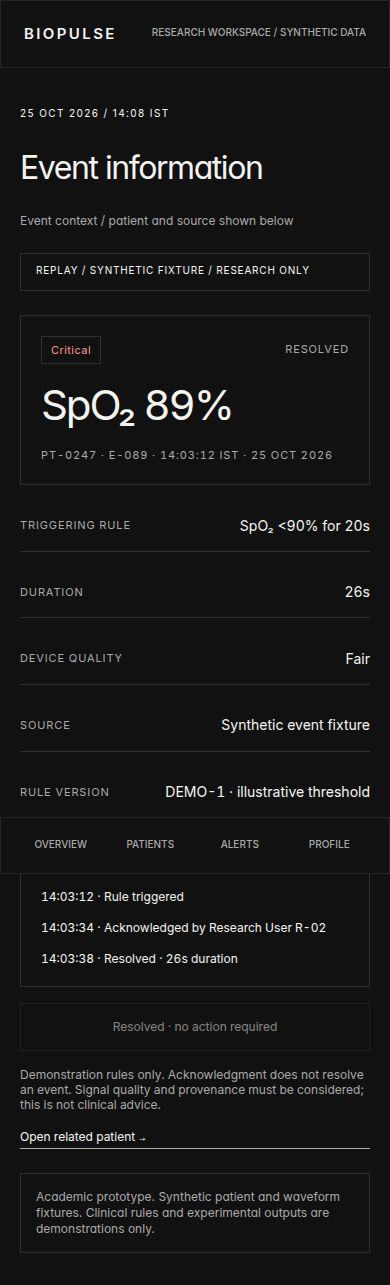 BIOPULSE
RESEARCH WORKSPACE / SYNTHETIC DATA
25 OCT 2026 / 14:08 IST
Event information
Event context / patient and source shown below
REPLAY / SYNTHETIC FIXTURE / RESEARCH ONLY
Critical
RESOLVED
SpO₂ 89%
PT-0247 · E-089 · 14:03:12 IST · 25 OCT 2026
TRIGGERING RULE
SpO₂ <90% for 20s
DURATION
26s
DEVICE QUALITY
Fair
SOURCE
Synthetic event fixture
RULE VERSION
DEMO-1 · illustrative threshold
OVERVIEW
PATIENTS
ALERTS
PROFILE
14:03:12 · Rule triggered
14:03:34 · Acknowledged by Research User R-02
14:03:38 · Resolved · 26s duration
Resolved · no action required
Demonstration rules only. Acknowledgment does not resolve
an event. Signal quality and provenance must be considered;
this is not clinical advice.
Open related patient →
Academic prototype. Synthetic patient and waveform
fixtures. Clinical rules and experimental outputs are
demonstrations only.